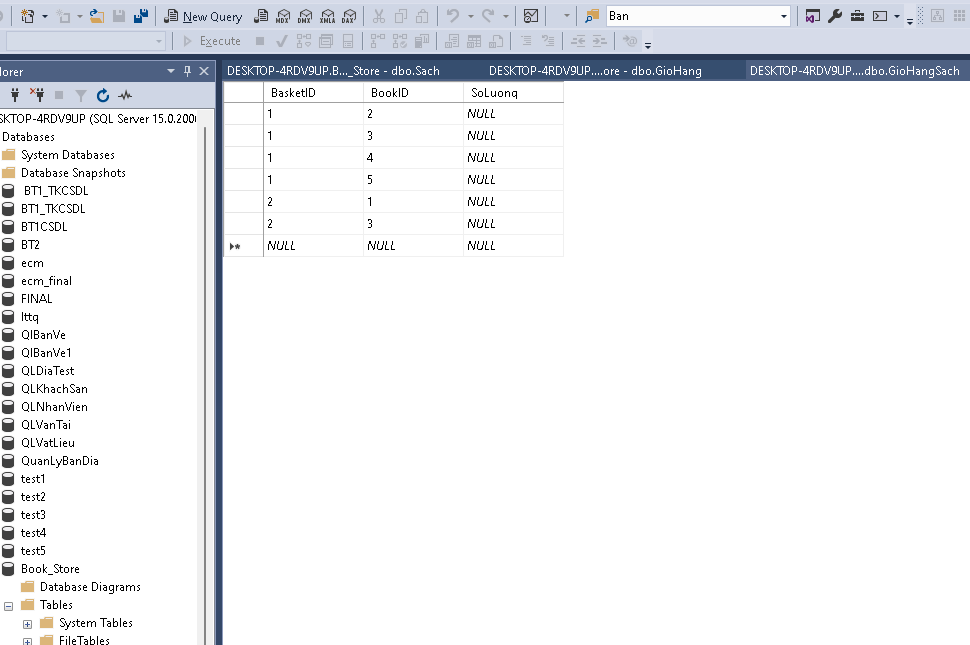 New Query MDX DMX XMLA DAX Ban
Execute
lorer
DESKTOP-4RDV9UP.B..._Store - dbo.Sach DESKTOP-4RDV9UP....ore - dbo.GioHang DESKTOP-4RDV9UP....dbo.GioHangSach
BasketID BookID SoLuong
1 2 NULL
1 3 NULL
1 4 NULL
1 5 NULL
2 1 NULL
2 3 NULL
NULL NULL NULL
SKTOP-4RDV9UP (SQL Server 15.0.200
Databases
System Databases
Database Snapshots
BT1_TKCSDL
BT1_TKCSDL
BT1CSDL
BT2
ecm
ecm_final
FINAL
lttq
QlBanVe
QlBanVe1
QLDiaTest
QLKhachSan
QLNhanVien
QLVanTai
QLVatLieu
QuanLyBanDia
test1
test2
test3
test4
test5
Book_Store
Database Diagrams
Tables
System Tables
FileTables